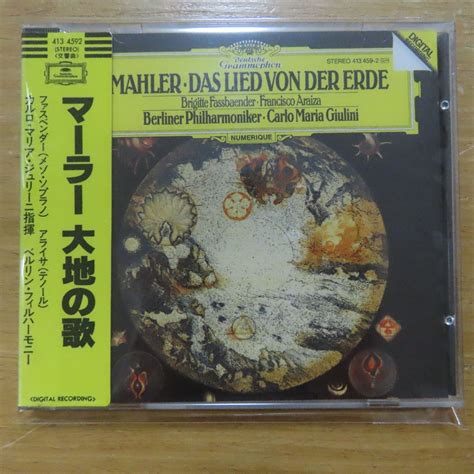 413 4592
(STEREO)
〈交響曲〉
マーラー 大地の歌
ファスベンダー(メゾ・ソプラノ) アライサ(テノール)
カルロ・マリア・ジュリーニ指揮 ベルリン・フィルハーモニー
<DIGITAL RECORDING>
Deutsche
Grammophon
STEREO 413 459-2
DIGITAL
MAHLER · DAS LIED VON DER ERDE
Brigitte Fassbaender · Francisco Araiza
Berliner Philharmoniker · Carlo Maria Giulini
NUMERIQUE